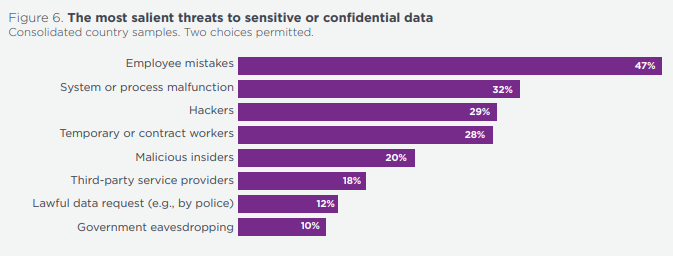 Figure 6. The most salient threats to sensitive or confidential data
Consolidated country samples. Two choices permitted.
Employee mistakes 47%
System or process malfunction 32%
Hackers 29%
Temporary or contract workers 28%
Malicious insiders 20%
Third-party service providers 18%
Lawful data request (e.g., by police) 12%
Government eavesdropping 10%